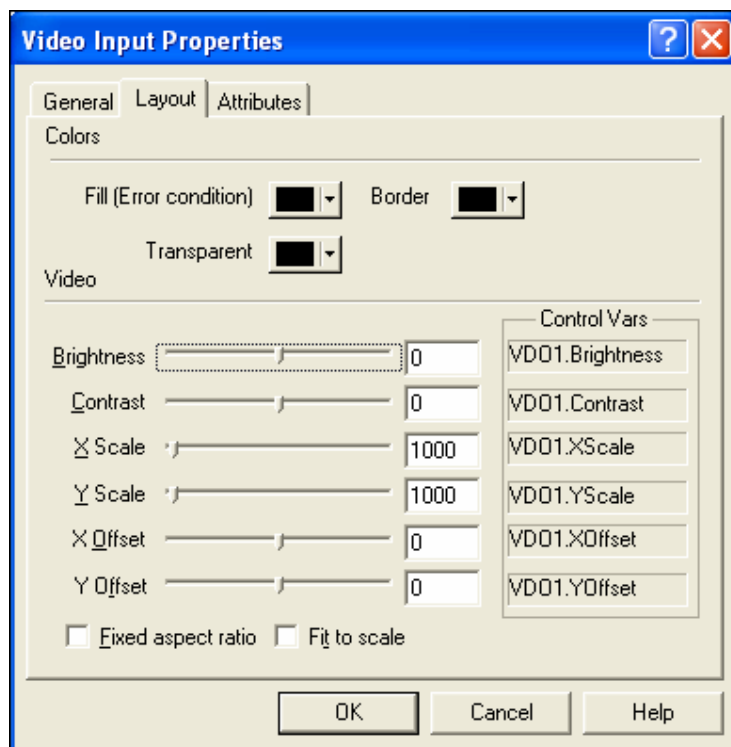 Video Input Properties
General Layout Attributes
Colors
Fill (Error condition) Border
Transparent
Video
Control Vars
Brightness 0 VDO1.Brightness
Contrast 0 VDO1.Contrast
X Scale 1000 VDO1.XScale
Y Scale 1000 VDO1.YScale
X Offset 0 VDO1.XOffset
Y Offset 0 VDO1.YOffset
Fixed aspect ratio Fit to scale
OK Cancel Help